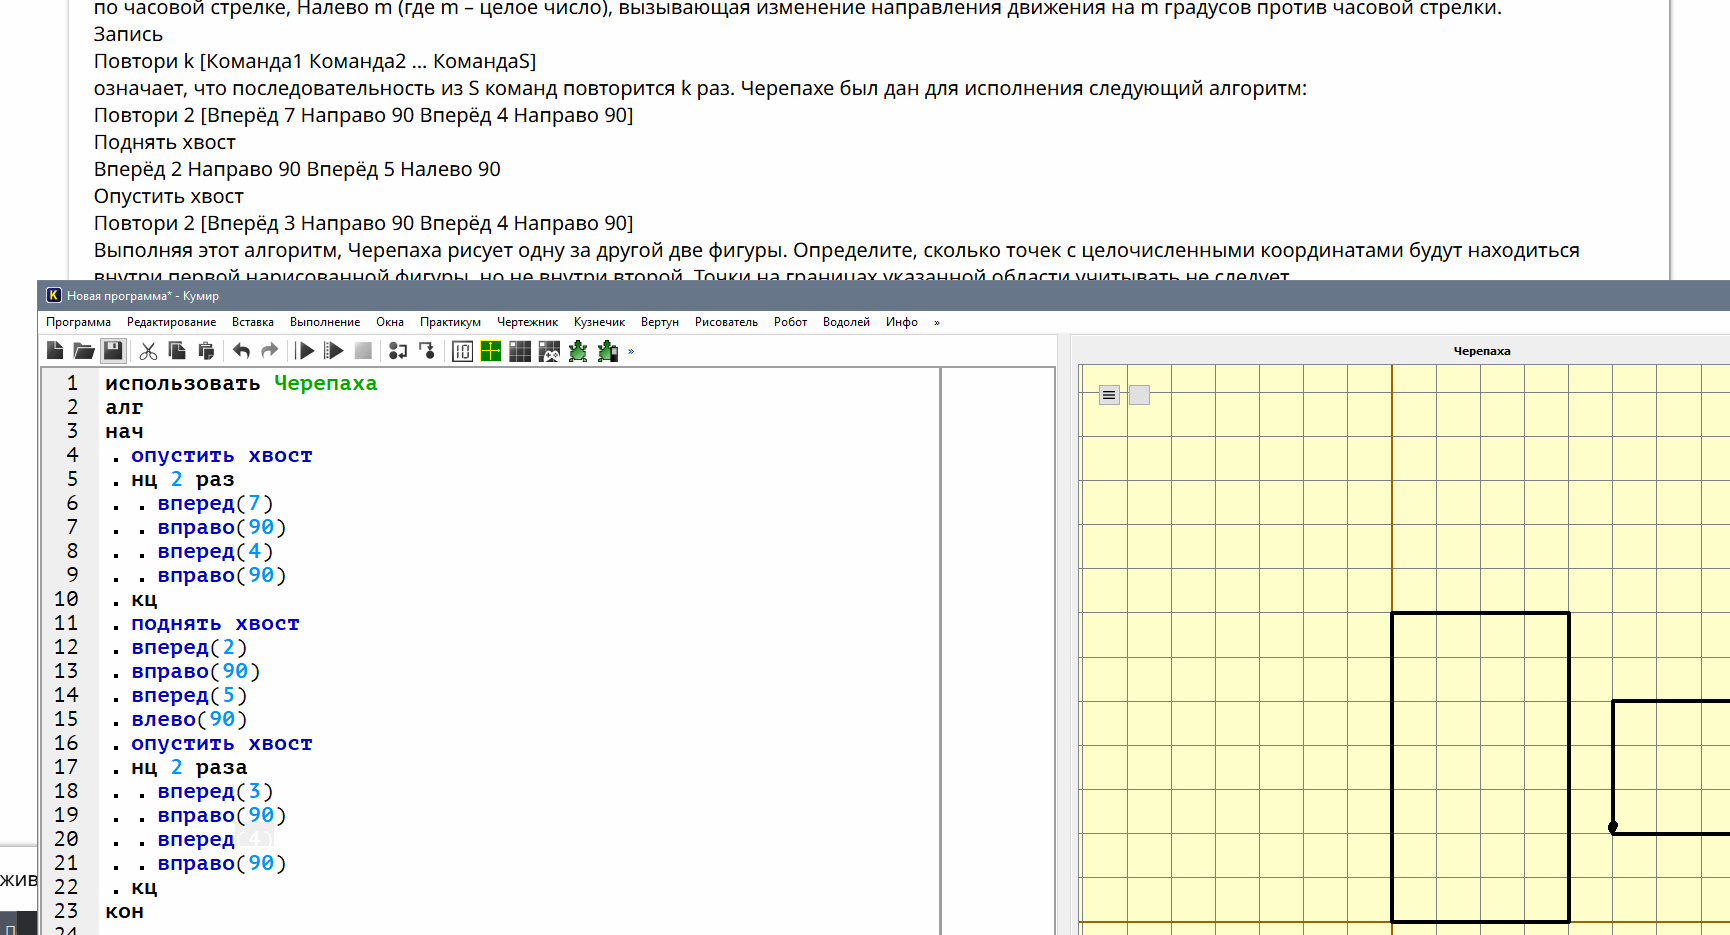 по часовой стрелке, Налево m (где m – целое число), вызывающая изменение направления движения на m градусов против часовой стрелки.
Запись
Повтори k [Команда1 Команда2 ... КомандаS]
означает, что последовательность из S команд повторится k раз. Черепахе был дан для исполнения следующий алгоритм:
Повтори 2 [Вперёд 7 Направо 90 Вперёд 4 Направо 90]
Поднять хвост
Вперёд 2 Направо 90 Вперёд 5 Налево 90
Опустить хвост
Повтори 2 [Вперёд 3 Направо 90 Вперёд 4 Направо 90]
Выполняя этот алгоритм, Черепаха рисует одну за другой две фигуры. Определите, сколько точек с целочисленными координатами будут находиться
внутри первой нарисованной фигуры, но не внутри второй. Точки на границах указанной области учитывать не следует.
Новая программа* - Кумир
Программа Редактирование Вставка Выполнение Окна Практикум Чертежник Кузнечик Вертун Рисователь Робот Водолей Инфо »
»
Черепаха
1 использовать Черепаха
2 алг
3 нач
4 . опустить хвост
5 . нц 2 раз
6 . . вперед(7)
7 . . вправо(90)
8 . . вперед(4)
9 . . вправо(90)
10 . кц
11 . поднять хвост
12 . вперед(2)
13 . вправо(90)
14 . вперед(5)
15 . влево(90)
16 . опустить хвост
17 . нц 2 раза
18 . . вперед(3)
19 . . вправо(90)
20 . . вперед(4)
21 . . вправо(90)
22 . кц
23 кон
24
жив
П